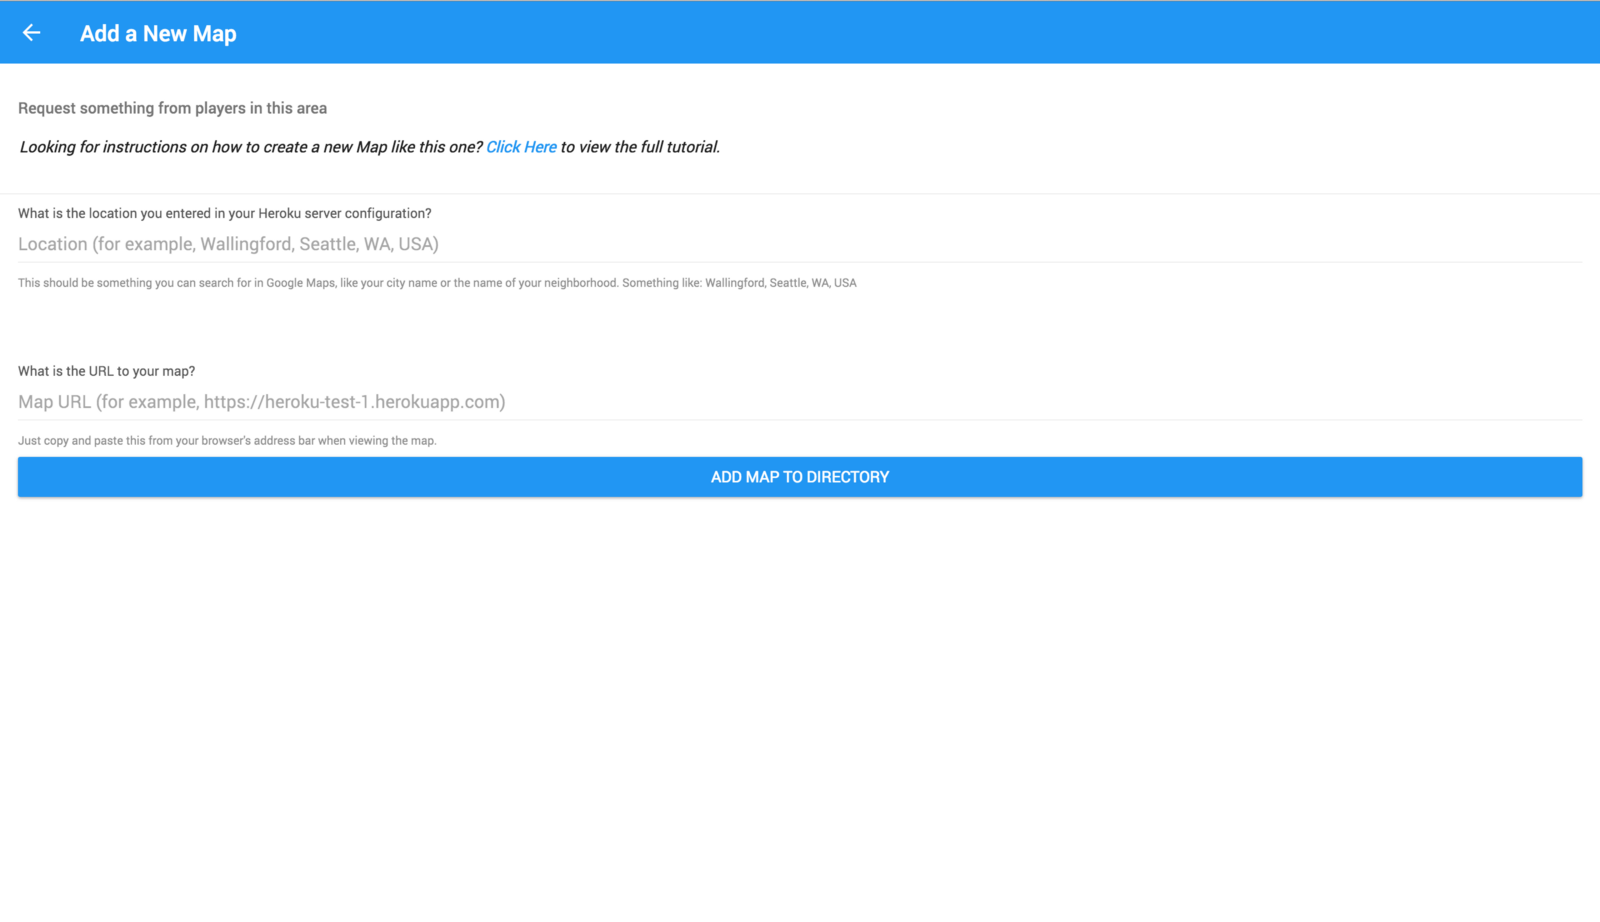 Add a New Map
Request something from players in this area
Looking for instructions on how to create a new Map like this one? Click Here to view the full tutorial.
What is the location you entered in your Heroku server configuration?
Location (for example, Wallingford, Seattle, WA, USA)
This should be something you can search for in Google Maps, like your city name or the name of your neighborhood. Something like: Wallingford, Seattle, WA, USA
What is the URL to your map?
Map URL (for example, https://heroku-test-1.herokuapp.com)
Just copy and paste this from your browser's address bar when viewing the map.
ADD MAP TO DIRECTORY